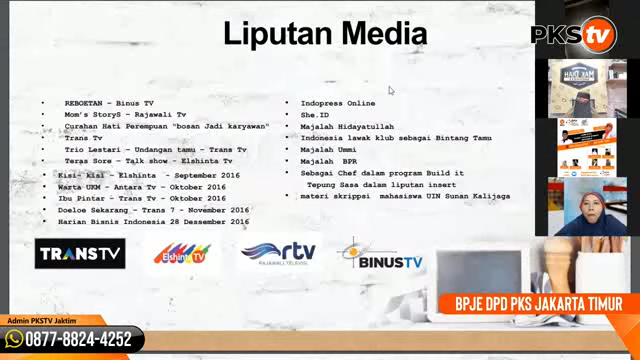 Liputan Media
PKStv
REBOETAN – Binus TV
Mom's StoryS – Rajawali Tv
Curahan Hati Perempuan "bosan Jadi karyawan"
Trans Tv
Trio Lestari – Undangan tamu – Trans Tv
Teras Sore – Talk show – Elshinta Tv
Kisi- kisi – Elshinta  - September 2016
Warta UKM – Antara Tv – Oktober 2016
Ibu Pintar – Trans Tv – Oktober 2016
Doeloe Sekarang – Trans 7 – November 2016
Harian Bisnis Indonesia 28 Dessember 2016
Indopress Online
She.ID
Majalah Hidayatullah
Indonesia lawak klub sebagai Bintang Tamu
Majalah Ummi
Majalah  BPR
Sebagai Chef dalam program Build it
Tepung Sasa dalam liputan insert
materi skrippsi  mahasiswa UIN Sunan Kalijaga
TRANSTV
Elshinta TV
rtv
RAJAWALI TELEVISI
BINUSTV
BPJE DPD PKS JAKARTA TIMUR
Admin PKSTV Jaktim
0877-8824-4252